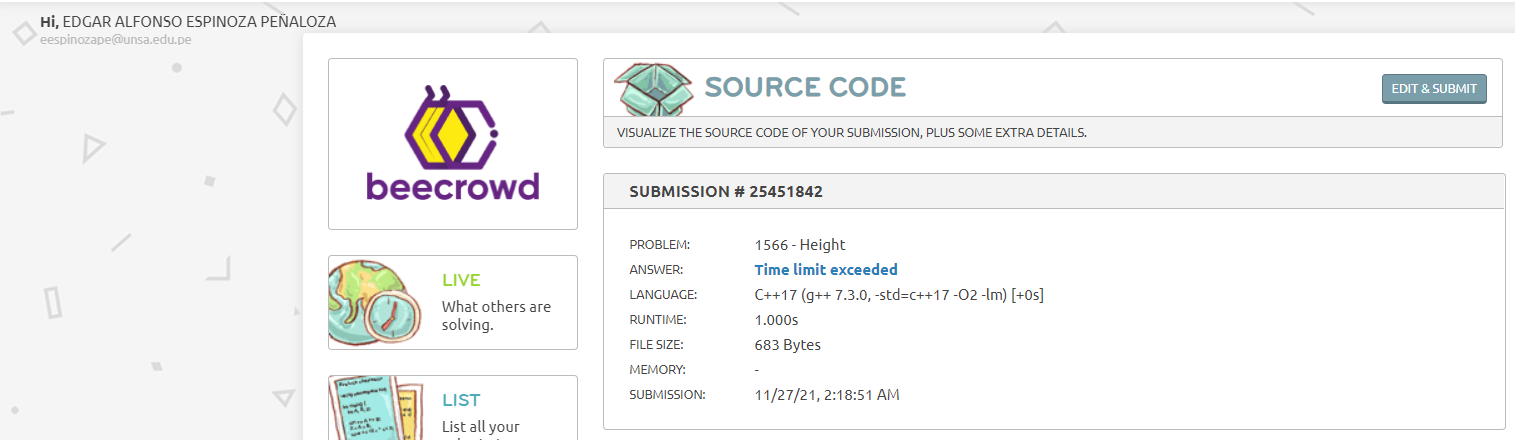 Hi, EDGAR ALFONSO ESPINOZA PEÑALOZA
eespinozape@unsa.edu.pe
beecrowd
SOURCE CODE
EDIT & SUBMIT
VISUALIZE THE SOURCE CODE OF YOUR SUBMISSION, PLUS SOME EXTRA DETAILS.
SUBMISSION # 25451842
PROBLEM: 1566 - Height
ANSWER: Time limit exceeded
LANGUAGE: C++17 (g++ 7.3.0, -std=c++17 -O2 -lm) [+0s]
RUNTIME: 1.000s
FILE SIZE: 683 Bytes
MEMORY: -
SUBMISSION: 11/27/21, 2:18:51 AM
LIVE
What others are
solving.
LIST
List all your